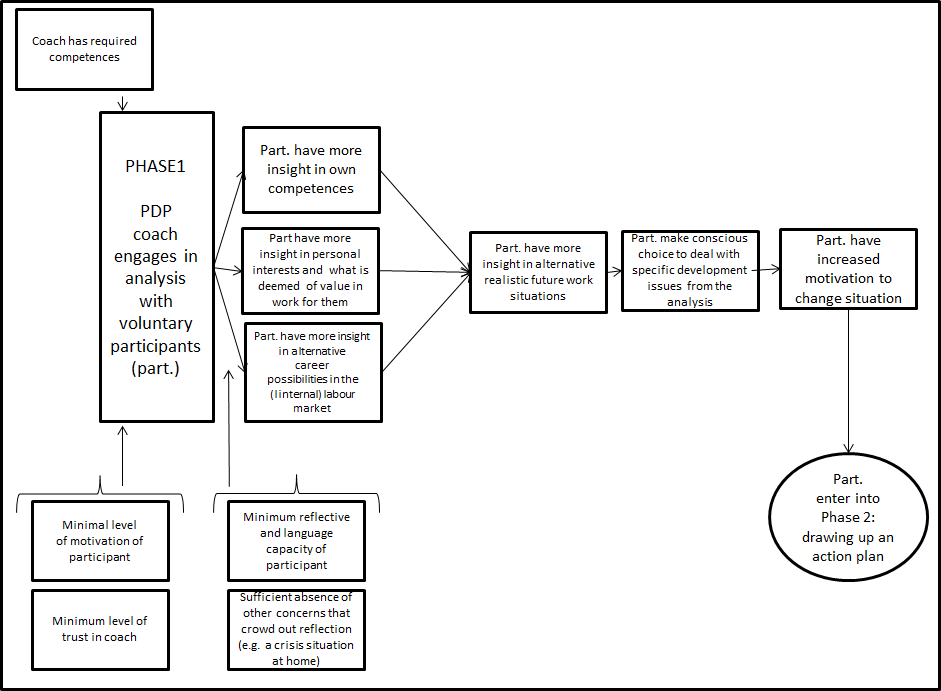 Coach has required
competences
PHASE1
PDP
coach
engages in
analysis
with
voluntary
participants
(part.)
Part. have more
insight in own
competences
Part have more
insight in personal
interests and what is
deemed of value in
work for them
Part. have more insight
in alternative
career
possibilities in the
(I internal) labour
market
Part. have more
insight in alternative
realistic future work
situations
Part. make conscious
choice to deal with
specific development
issues from the
analysis
Part. have
increased
motivation to
change situation
Part.
enter into
Phase 2:
drawing up an
action plan
Minimal level
of motivation of
participant
Minimum level of
trust in coach
Minimum reflective
and language
capacity of
participant
Sufficient absence of
other concerns that
crowd out reflection
(e.g. a crisis situation
at home)